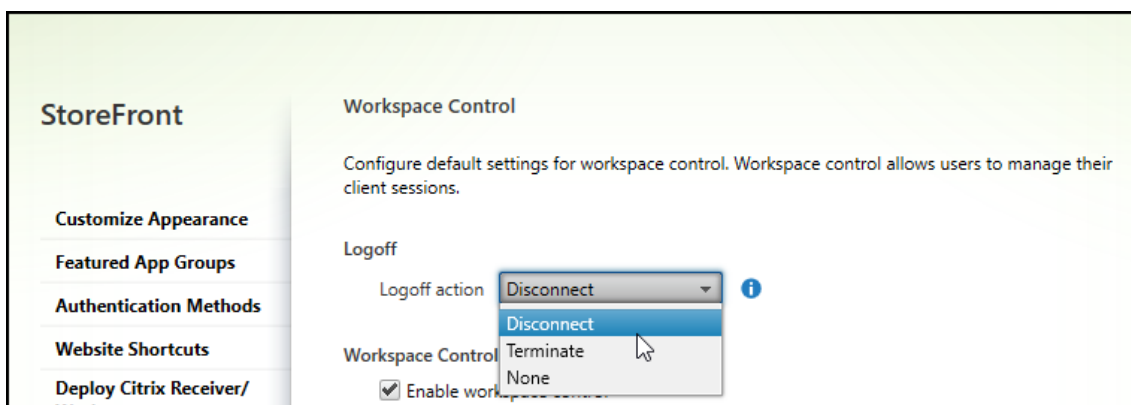 StoreFront
Customize Appearance
Featured App Groups
Authentication Methods
Website Shortcuts
Deploy Citrix Receiver/
Workspace Control
Configure default settings for workspace control. Workspace control allows users to manage their
client sessions.
Logoff
Logoff action Disconnect
Disconnect
Terminate
None
Workspace Control
Enable